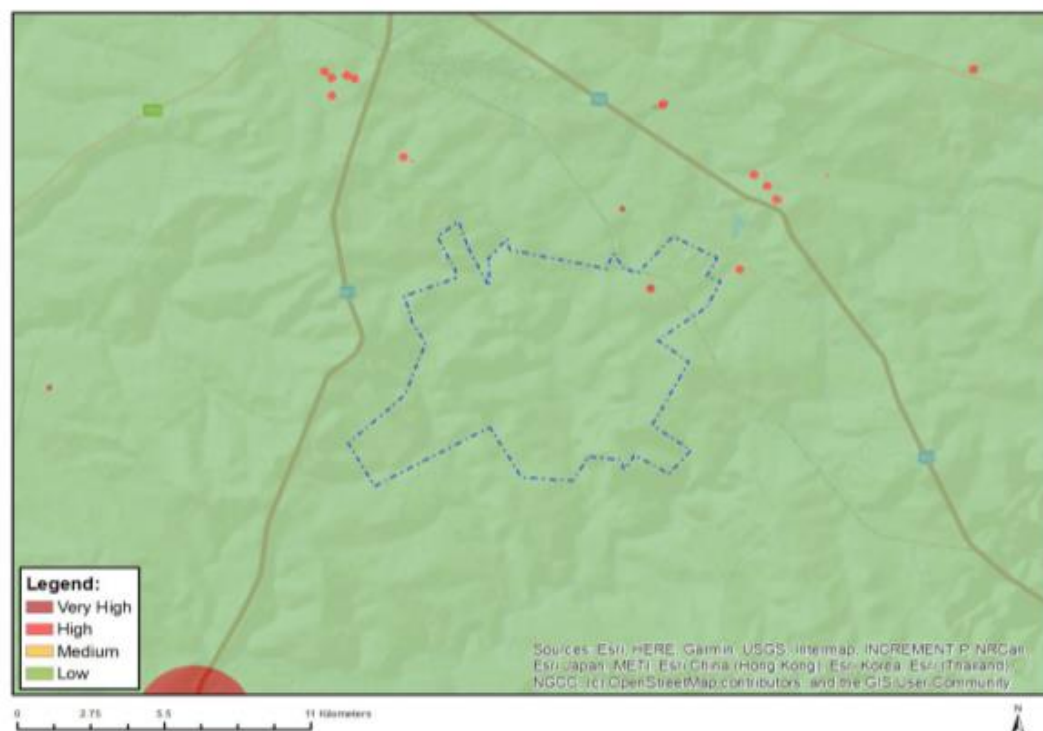 Legend:
Very High
High
Medium
Low
Sources: Esri, HERE, Garmin, USGS, Intermap, INCREMENT P, NRCan,
Esri Japan, METI, Esri China (Hong Kong), Esri Korea, Esri (Thailand),
NGCC, (c) OpenStreetMap contributors, and the GIS User Community
0 2.75 5.5 11 Kilometers
N